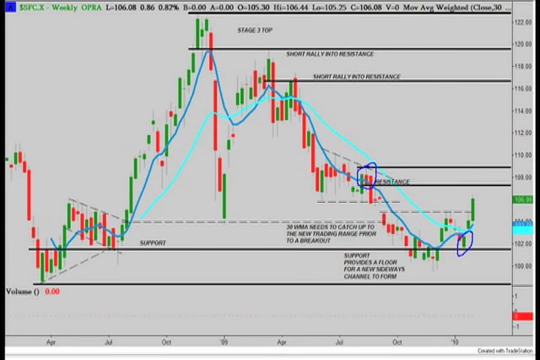 $SFC.X - Weekly OPRA L=106.08 0.86 0.82% B=0.00 A=0.00 O=105.30 Hi=106.44 Lo=105.25 C=106.08 V=0 Mov Avg Weighted (Close,30
122.00
STAGE 3 TOP
120.00
SHORT RALLY INTO RESISTANCE
118.00
SHORT RALLY INTO RESISTANCE
116.00
114.00
112.00
110.00
108.00
RESISTANCE
104.00
30 WMA NEEDS TO CATCH UP TO
THE NEW TRADING RANGE PRIOR
TO A BREAKOUT
SUPPORT
102.00
SUPPORT
PROVIDES A FLOOR
FOR A NEW SIDEWAYS
CHANNEL TO FORM
100.00
Volume () 0.00
Apr Jul Oct '09 Apr Jul Oct '10
Created with TradeStation